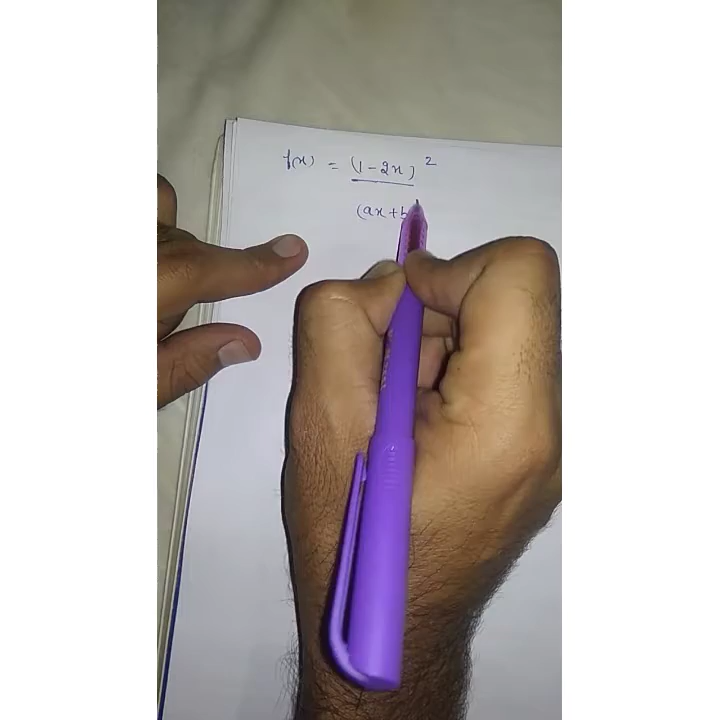 f(x) = (1-2x)²
(ax+b